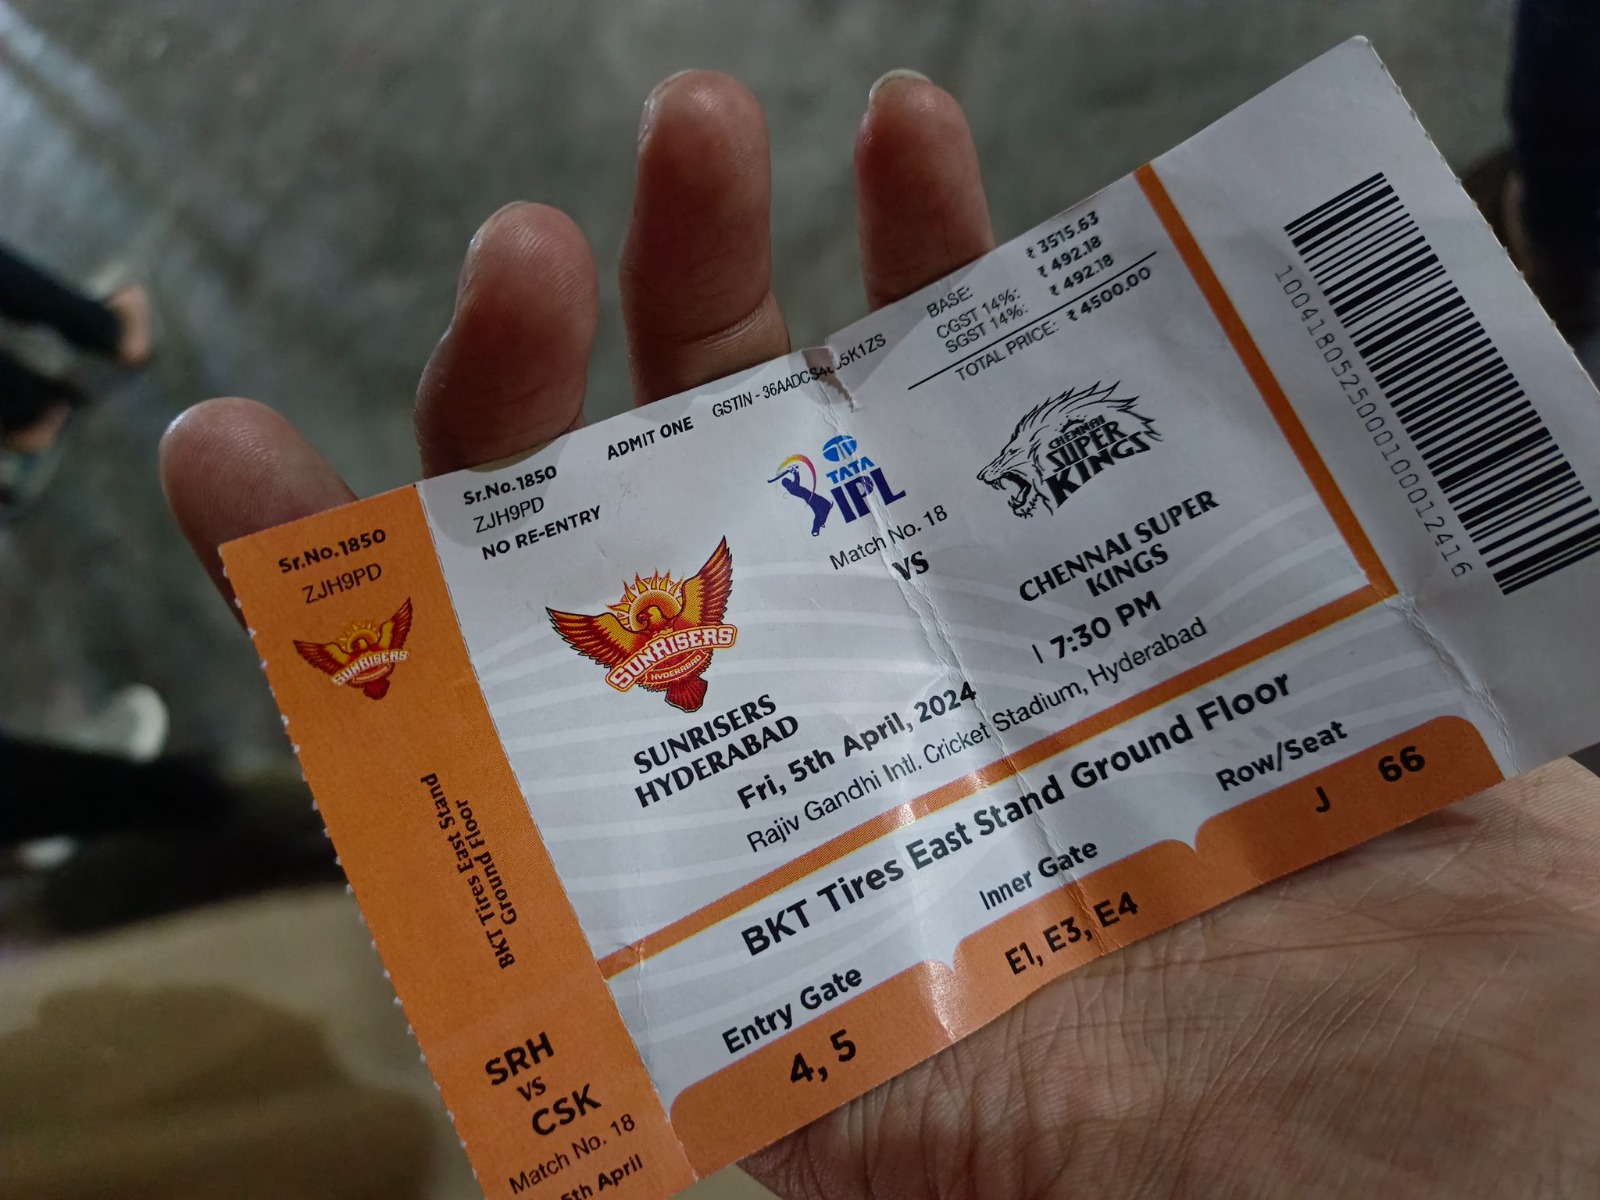 Sr.No.1850
ZJH9PD
SUNRISERS
HYDERABAD
BKT Tires East Stand
Ground Floor
SRH
vs
CSK
Match No. 18
5th April
Sr.No.1850
ZJH9PD
NO RE-ENTRY
ADMIT ONE
GSTIN -
BASE: ₹ 3515.63
CGST 14%: ₹ 492.18
SGST 14%: ₹ 492.18
TOTAL PRICE: ₹ 4500.00
TATA
IPL
Match No. 18
VS
SUNRISERS
HYDERABAD
SUNRISERS
HYDERABAD
CHENNAI
SUPER
KINGS
CHENNAI SUPER
KINGS
Fri, 5th April, 2024 | 7:30 PM
Rajiv Gandhi Intl. Cricket Stadium, Hyderabad
BKT Tires East Stand Ground Floor
Entry Gate
4, 5
Inner Gate
E1, E3, E4
Row/Seat
J 66
1004180525000100012416